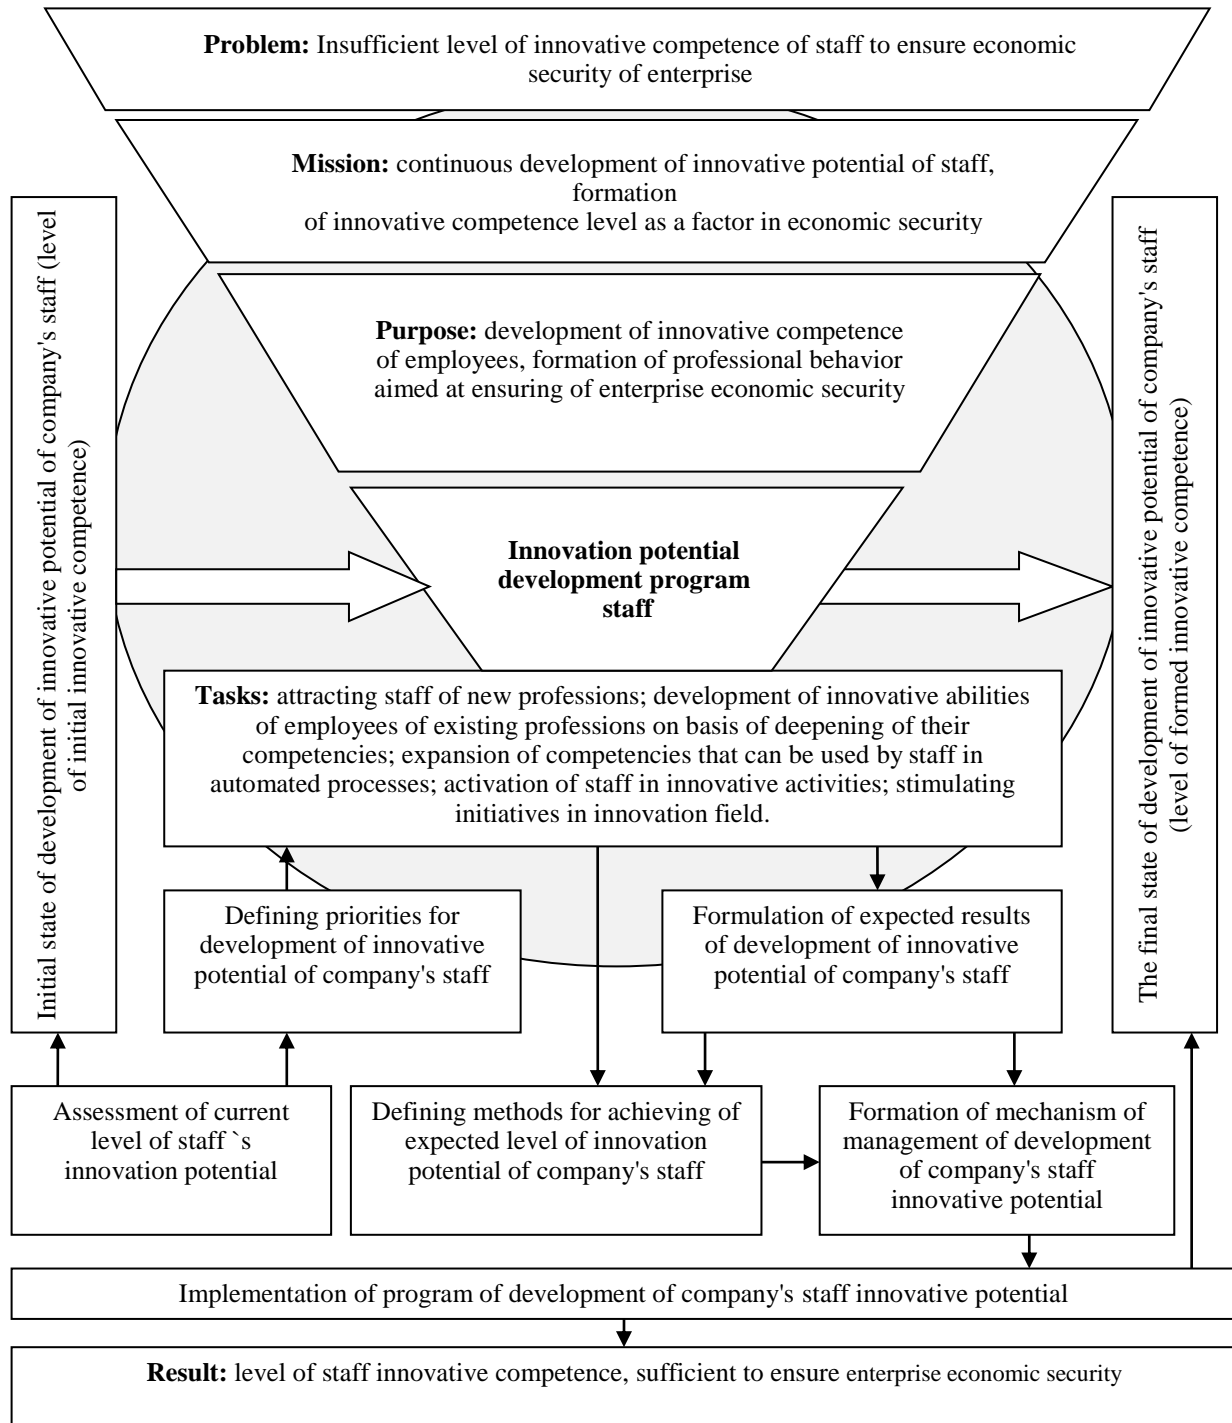 Problem: Insufficient level of innovative competence of staff to ensure economic
security of enterprise
Mission: continuous development of innovative potential of staff,
formation
of innovative competence level as a factor in economic security
Initial state of development of innovative potential of company's staff (level
of initial innovative competence)
Purpose: development of innovative competence
of employees, formation of professional behavior
aimed at ensuring of enterprise economic security
The final state of development of innovative potential of company's staff
(level of formed innovative competence)
Innovation potential
development program
staff
Tasks: attracting staff of new professions; development of innovative abilities
of employees of existing professions on basis of deepening of their
competencies; expansion of competencies that can be used by staff in
automated processes; activation of staff in innovative activities; stimulating
initiatives in innovation field.
Defining priorities for
development of innovative
potential of company's staff
Formulation of expected results
of development of innovative
potential of company's staff
Assessment of current
level of staff `s
innovation potential
Defining methods for achieving of
expected level of innovation
potential of company's staff
Formation of mechanism of
management of development
of company's staff
innovative potential
Implementation of program of development of company's staff innovative potential
Result: level of staff innovative competence, sufficient to ensure enterprise economic security